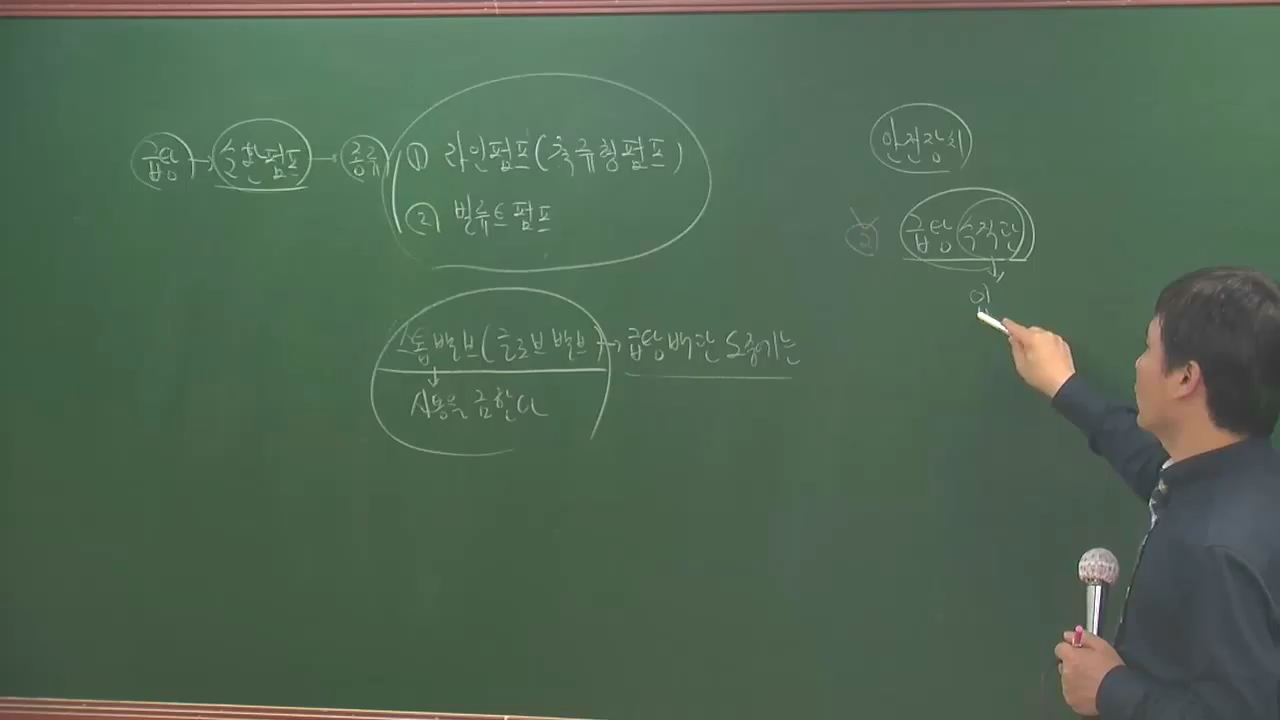 급탕 → 순환펌프 → 종류
① 라인펌프(축류형펌프)
② 벌류트펌프
스톱밸브(글로브밸브) → 급탕배관 도중에는
사용을 금한다
안전장치
② 급탕수직관